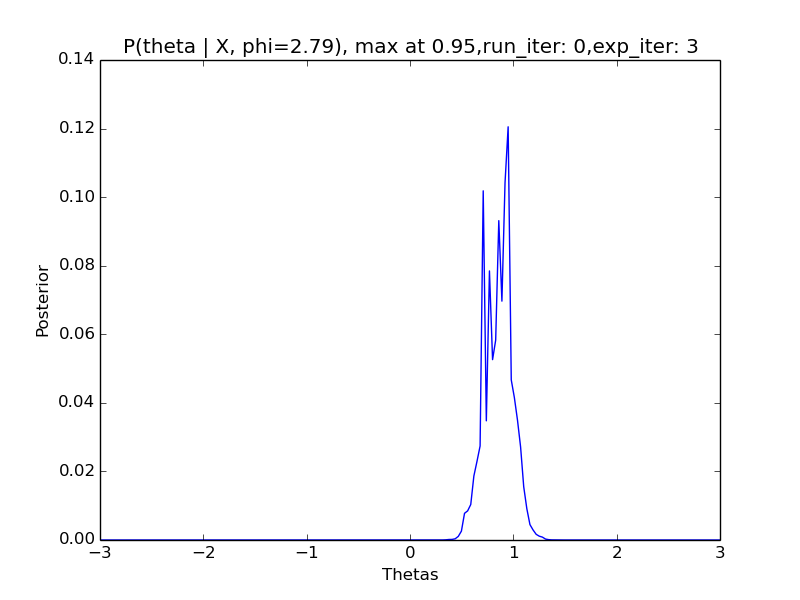 P(theta | X, phi=2.79), max at 0.95,run_iter: 0,exp_iter: 3
0.14
0.12
0.10
0.08
0.06
0.04
0.02
0.00
Posterior
−3 −2 −1 0 1 2 3
Thetas